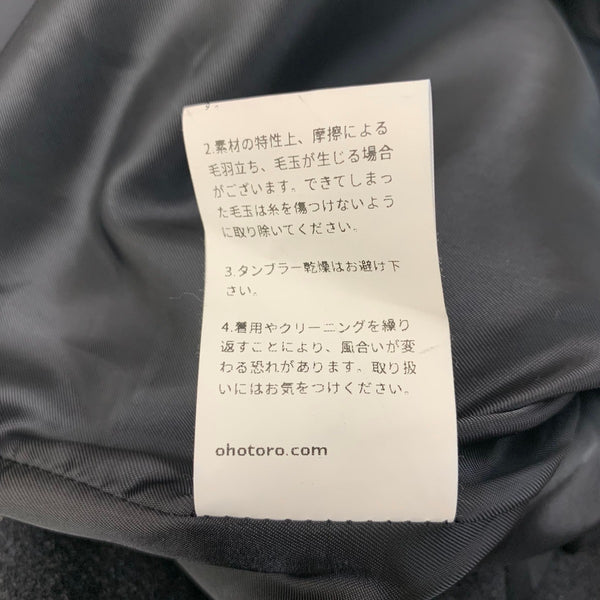 2.素材の特性上、摩擦による
毛羽立ち、毛玉が生じる場合
がございます。できてしまっ
た毛玉は糸を傷つけないよう
に取り除いてください。
3.タンブラー乾燥はお避け下
さい。
4.着用やクリーニングを繰り
返すことにより、風合いが変
わる恐れがあります。取り扱
いにはお気をつけください。
ohotoro.com